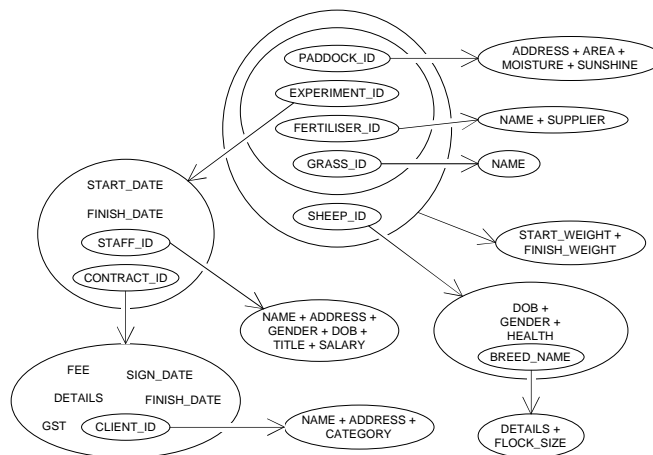 PADDOCK_ID
ADDRESS + AREA +
MOISTURE + SUNSHINE
EXPERIMENT_ID
FERTILISER_ID
NAME + SUPPLIER
GRASS_ID
NAME
START_DATE
FINISH_DATE
SHEEP_ID
STAFF_ID
START_WEIGHT +
FINISH_WEIGHT
CONTRACT_ID
NAME + ADDRESS +
GENDER + DOB +
TITLE + SALARY
DOB +
GENDER +
HEALTH
BREED_NAME
FEE
SIGN_DATE
DETAILS
FINISH_DATE
GST
CLIENT_ID
NAME + ADDRESS +
CATEGORY
DETAILS +
FLOCK_SIZE